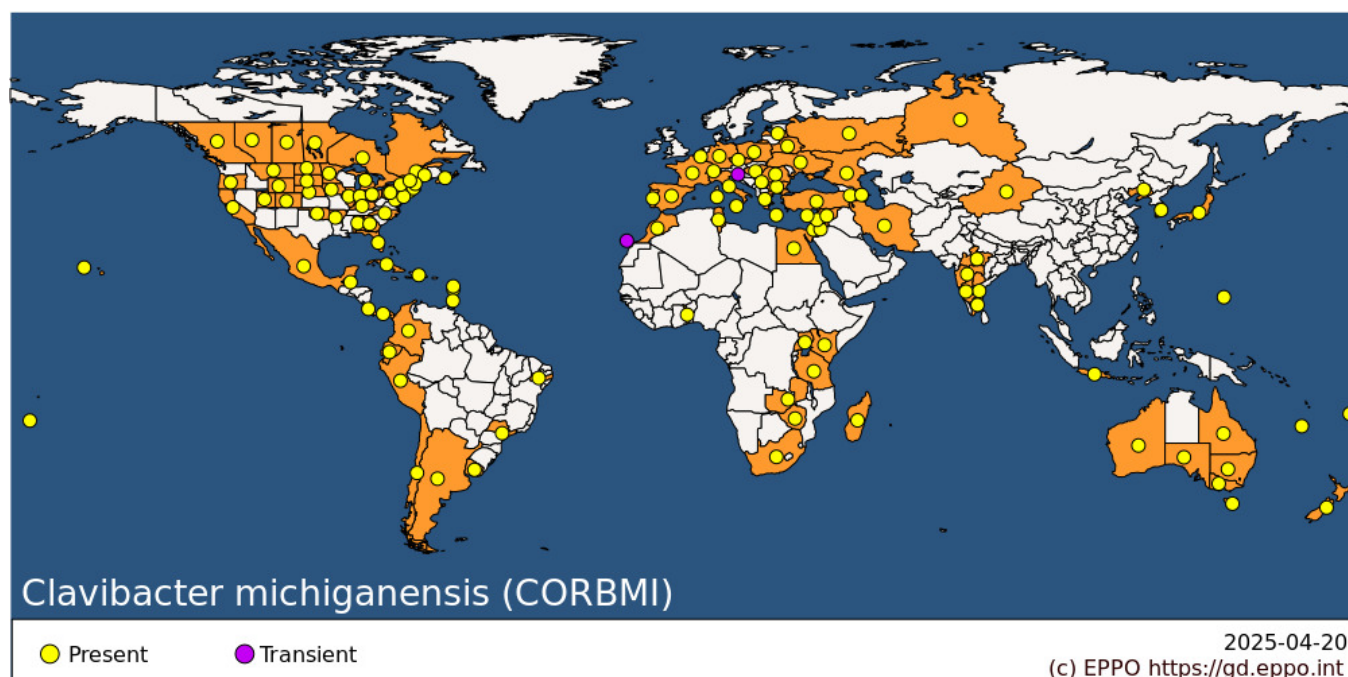 Clavibacter michiganensis (CORBMI)
Present
Transient
2025-04-20
(c) EPPO https://gd.eppo.int